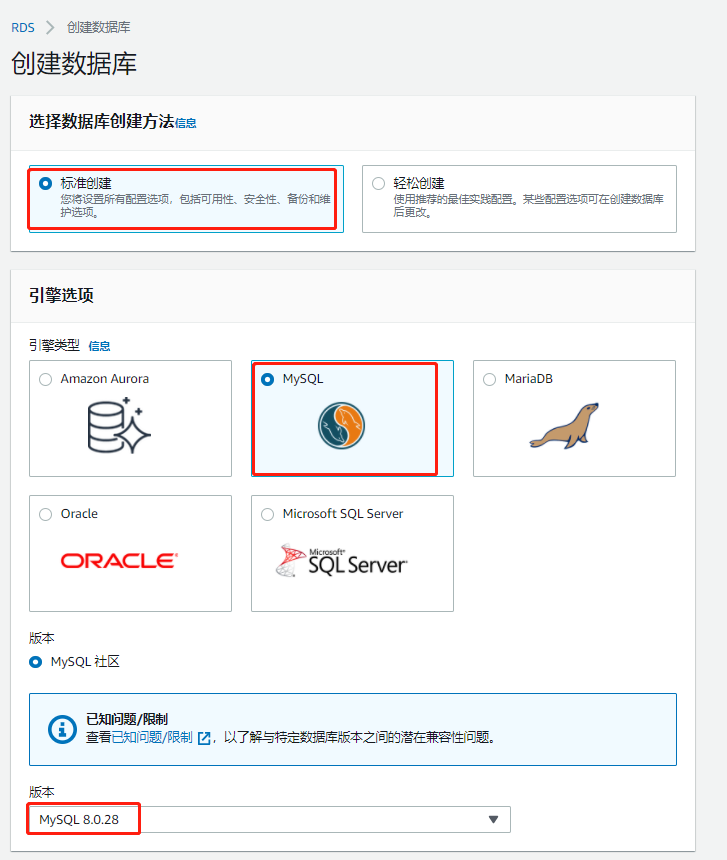 RDS > 创建数据库
创建数据库
选择数据库创建方法信息
标准创建
您将设置所有配置选项，包括可用性、安全性、备份和维
护选项。
轻松创建
使用推荐的最佳实践配置。某些配置选项可在创建数据库
后更改。
引擎选项
引擎类型 信息
Amazon Aurora
MySQL
MariaDB
Oracle
ORACLE®
Microsoft SQL Server
Microsoft®
SQL Server®
版本
MySQL 社区
已知问题/限制
查看已知问题/限制，以了解与特定数据库版本之间的潜在兼容性问题。
版本
MySQL 8.0.28